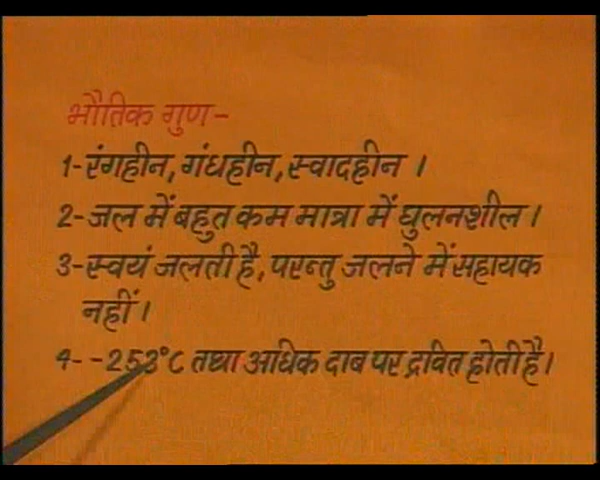 भौतिक गुण-
1-रंगहीन, गंधहीन, स्वादहीन ।
2-जल में बहुत कम मात्रा में घुलनशील ।
3-स्वयं जलती है, परन्तु जलने में सहायक
नहीं ।
4- -253°C तथा अधिक दाब पर द्रवित होती है ।